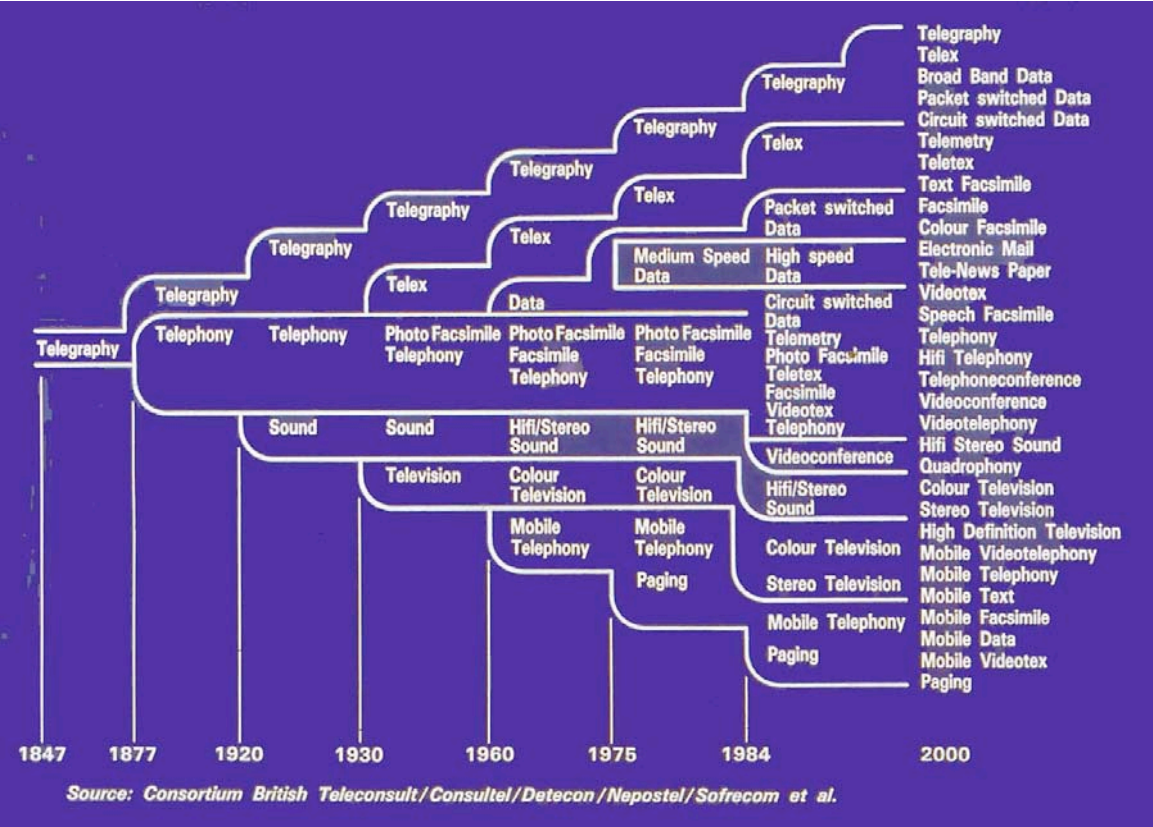 Telegraphy
Telegraphy
Telephony
Telegraphy
Telephony
Sound
Telegraphy
Telex
Photo Facsimile
Telephony
Sound
Television
Telegraphy
Telex
Data
Photo Facsimile
Facsimile
Telephony
Hifi/Stereo
Sound
Colour
Television
Mobile
Telephony
Telegraphy
Telex
Medium Speed
Data
Photo Facsimile
Facsimile
Telephony
Hifi/Stereo
Sound
Colour
Television
Mobile
Telephony
Paging
Telegraphy
Telex
Packet switched
Data
High speed
Data
Circuit switched
Data
Telemetry
Photo Facsimile
Teletex
Facsimile
Videotex
Telephony
Videoconference
Hifi/Stereo
Sound
Colour Television
Stereo Television
Mobile Telephony
Paging
Telegraphy
Telex
Broad Band Data
Packet switched Data
Circuit switched Data
Telemetry
Teletex
Text Facsimile
Facsimile
Colour Facsimile
Electronic Mail
Tele-News Paper
Videotex
Speech Facsimile
Telephony
Hifi Telephony
Telephoneconference
Videoconference
Videotelephony
Hifi Stereo Sound
Quadrophony
Colour Television
Stereo Television
High Definition Television
Mobile Videotelephony
Mobile Telephony
Mobile Text
Mobile Facsimile
Mobile Data
Mobile Videotex
Paging
1847 1877 1920 1930 1960 1975 1984 2000
Source: Consortium British Teleconsult/Consultel/Detecon/Nepostel/Sofrecom et al.